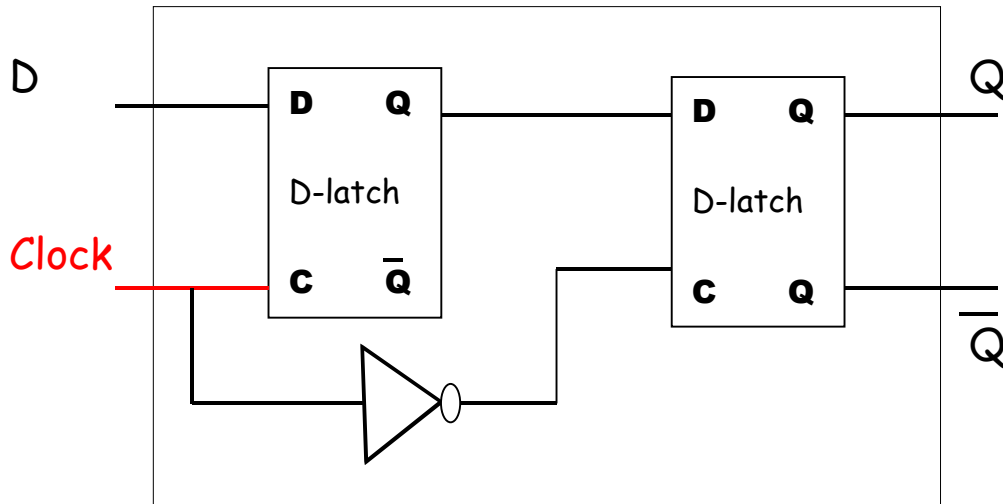 D
D Q
D-latch
C Q̅
D Q
D-latch
C Q
Clock
Q
Q̅